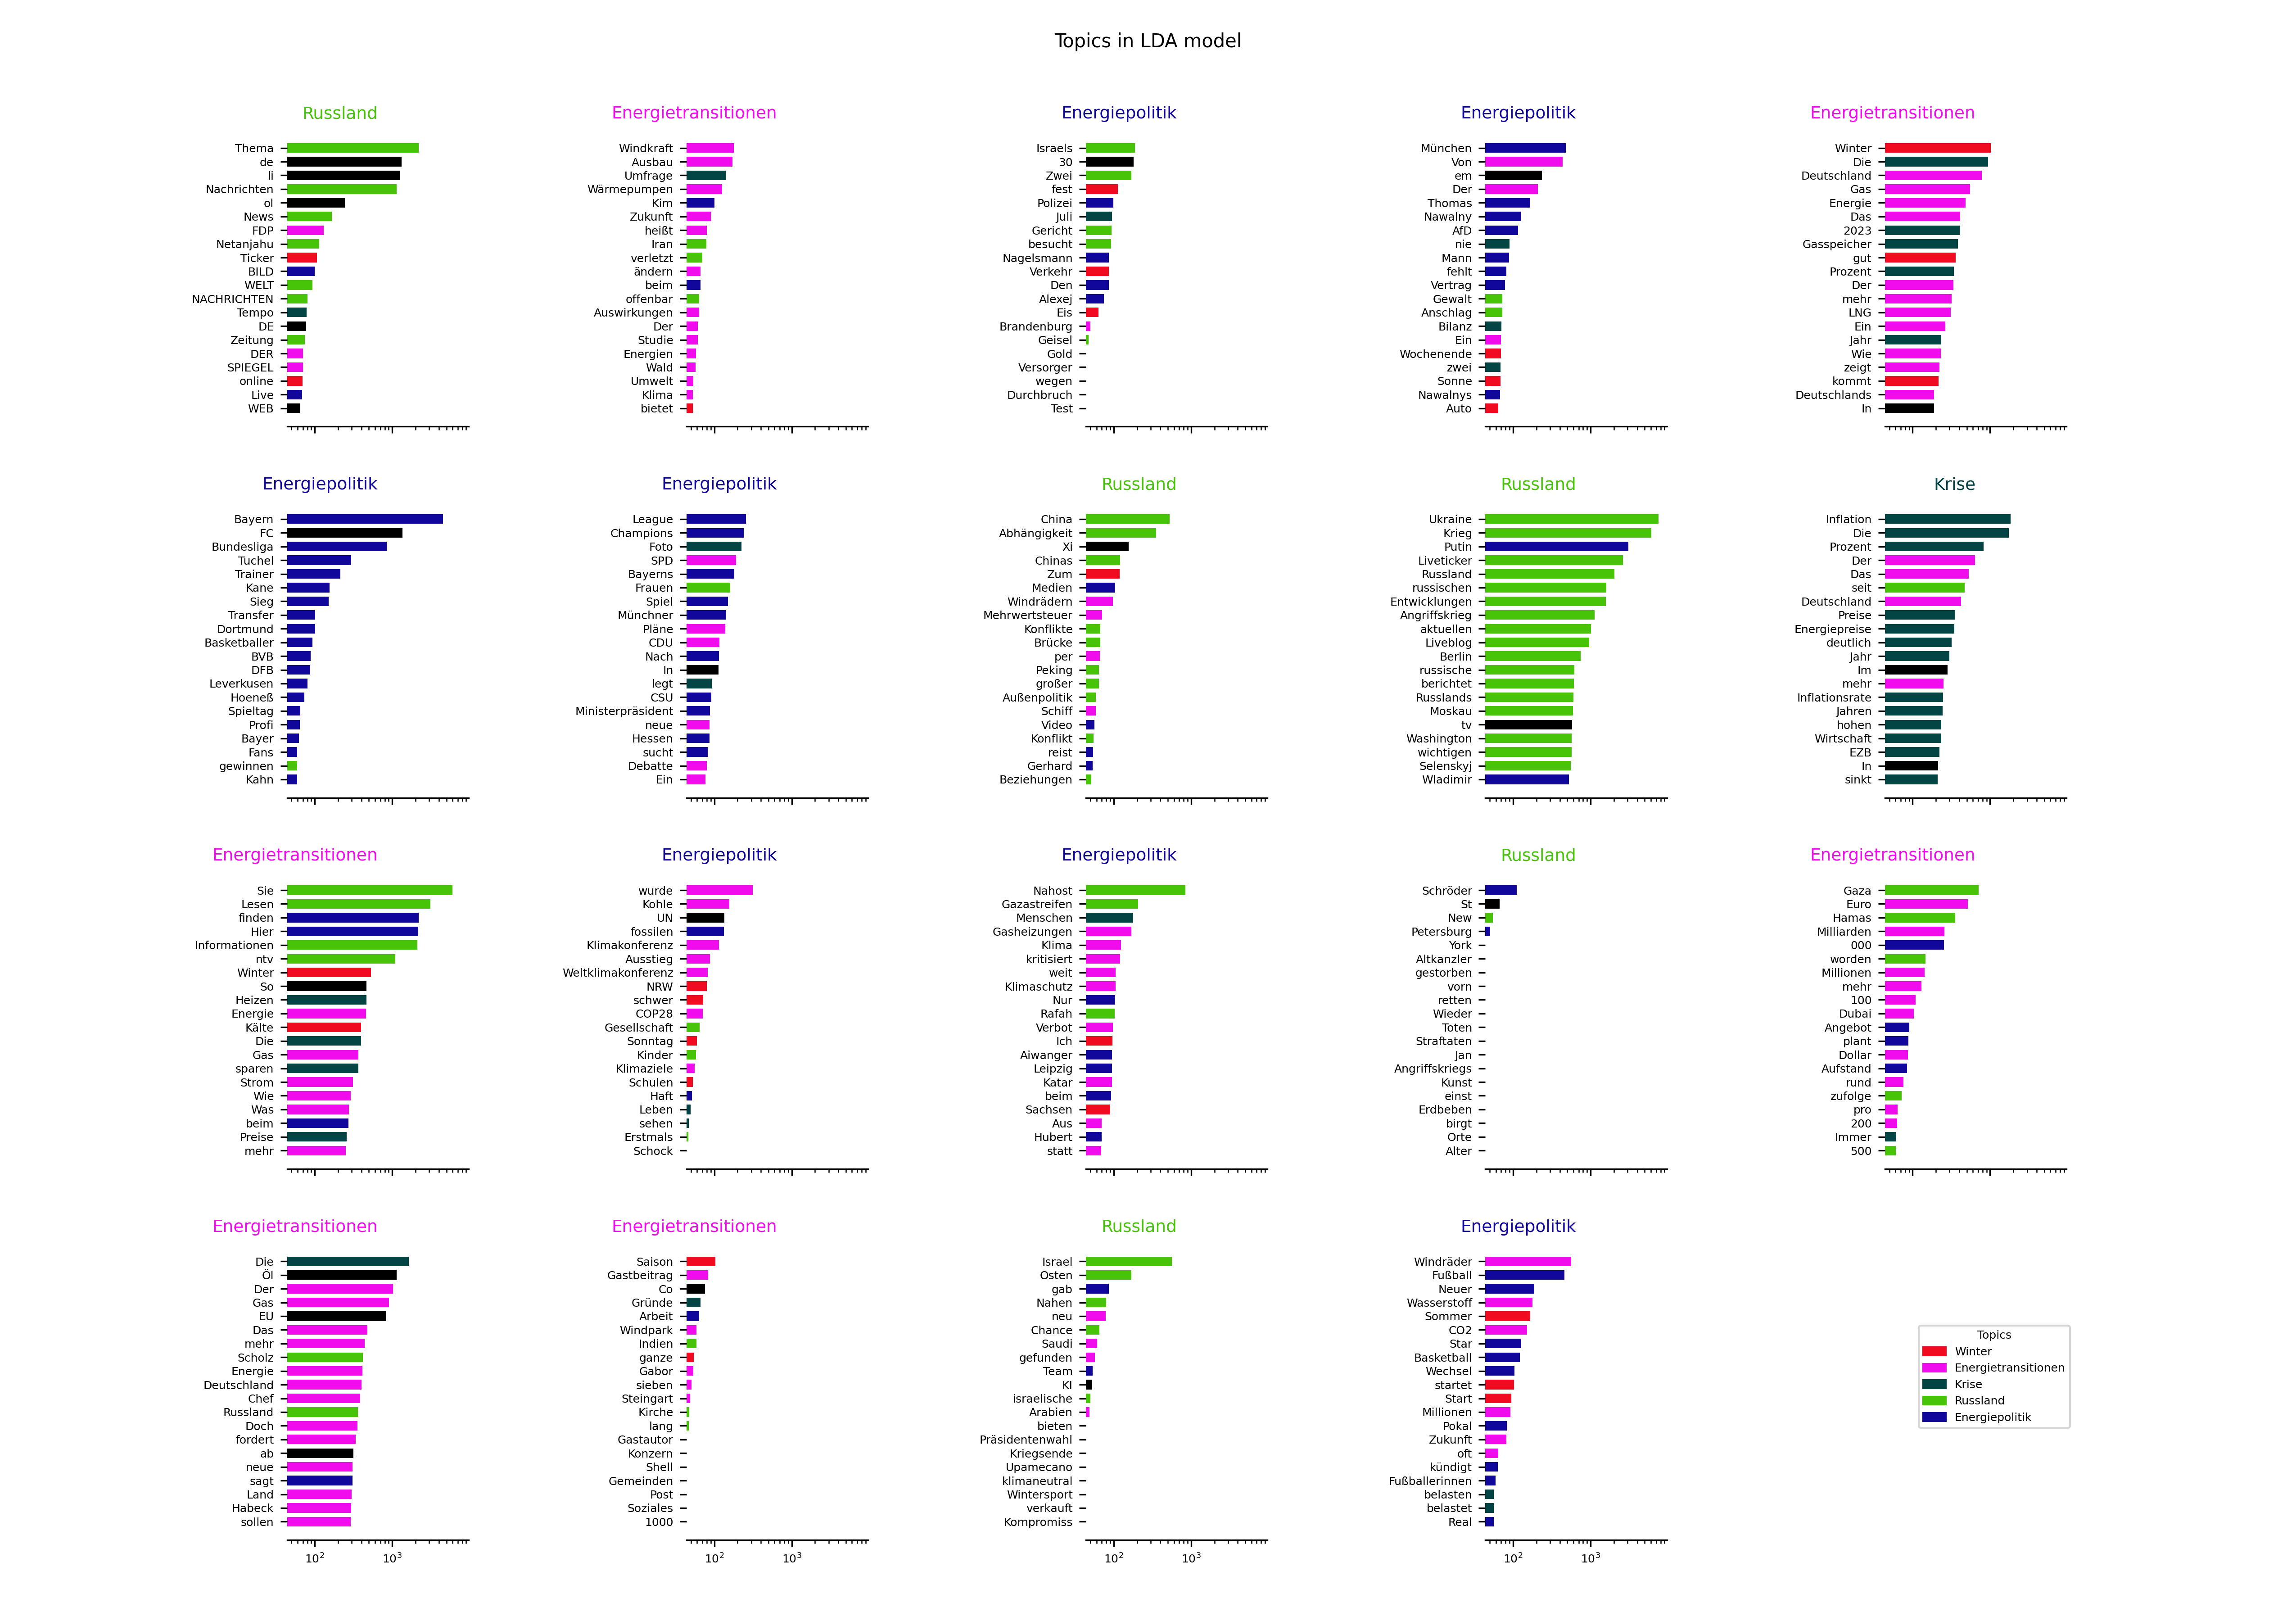 Topics in LDA model
Russland
Thema
de
li
Nachrichten
ol
News
FDP
Netanjahu
Ticker
BILD
WELT
NACHRICHTEN
Tempo
DE
Zeitung
DER
SPIEGEL
online
Live
WEB
Energietransitionen
Windkraft
Ausbau
Umfrage
Wärmepumpen
Kim
Zukunft
heißt
Iran
verletzt
ändern
beim
offenbar
Auswirkungen
Der
Studie
Energien
Wald
Umwelt
Klima
bietet
Energiepolitik
Israels
30
Zwei
fest
Polizei
Juli
Gericht
besucht
Nagelsmann
Verkehr
Den
Alexej
Eis
Brandenburg
Geisel
Gold
Versorger
wegen
Durchbruch
Test
Energiepolitik
München
Von
em
Der
Thomas
Nawalny
AfD
nie
Mann
fehlt
Vertrag
Gewalt
Anschlag
Bilanz
Ein
Wochenende
zwei
Sonne
Nawalnys
Auto
Energietransitionen
Winter
Die
Deutschland
Gas
Energie
Das
2023
Gasspeicher
gut
Prozent
Der
mehr
LNG
Ein
Jahr
Wie
zeigt
kommt
Deutschlands
In
Energiepolitik
Bayern
FC
Bundesliga
Tuchel
Trainer
Kane
Sieg
Transfer
Dortmund
Basketballer
BVB
DFB
Leverkusen
Hoeneß
Spieltag
Profi
Bayer
Fans
gewinnen
Kahn
Energiepolitik
League
Champions
Foto
SPD
Bayerns
Frauen
Spiel
Münchner
Pläne
CDU
Nach
In
legt
CSU
Ministerpräsident
neue
Hessen
sucht
Debatte
Ein
Russland
China
Abhängigkeit
Xi
Chinas
Zum
Medien
Windrädern
Mehrwertsteuer
Konflikte
Brücke
per
Peking
großer
Außenpolitik
Schiff
Video
Konflikt
reist
Gerhard
Beziehungen
Russland
Ukraine
Krieg
Putin
Liveticker
Russland
russischen
Entwicklungen
Angriffskrieg
aktuellen
Liveblog
Berlin
russische
berichtet
Russlands
Moskau
tv
Washington
wichtigen
Selenskyj
Wladimir
Krise
Inflation
Die
Prozent
Der
Das
seit
Deutschland
Preise
Energiepreise
deutlich
Jahr
Im
mehr
Inflationsrate
Jahren
hohen
Wirtschaft
EZB
In
sinkt
Energietransitionen
Sie
Lesen
finden
Hier
Informationen
ntv
Winter
So
Heizen
Energie
Kälte
Die
Gas
sparen
Strom
Wie
Was
beim
Preise
mehr
Energiepolitik
wurde
Kohle
UN
fossilen
Klimakonferenz
Ausstieg
Weltklimakonferenz
NRW
schwer
COP28
Gesellschaft
Sonntag
Kinder
Klimaziele
Schulen
Haft
Leben
sehen
Erstmals
Schock
Energiepolitik
Nahost
Gazastreifen
Menschen
Gasheizungen
Klima
kritisiert
weit
Klimaschutz
Nur
Rafah
Verbot
Ich
Aiwanger
Leipzig
Katar
beim
Sachsen
Aus
Hubert
statt
Russland
Schröder
St
New
Petersburg
York
Altkanzler
gestorben
vorn
retten
Wieder
Toten
Straftaten
Jan
Angriffskriegs
Kunst
einst
Erdbeben
birgt
Orte
Alter
Energietransitionen
Gaza
Euro
Hamas
Milliarden
000
worden
Millionen
mehr
100
Dubai
Angebot
plant
Dollar
Aufstand
rund
zufolge
pro
200
Immer
500
Energietransitionen
Die
Öl
Der
Gas
EU
Das
mehr
Scholz
Energie
Deutschland
Chef
Russland
Doch
fordert
ab
neue
sagt
Land
Habeck
sollen
10² 10³
Energietransitionen
Saison
Gastbeitrag
Co
Gründe
Arbeit
Windpark
Indien
ganze
Gabor
sieben
Steingart
Kirche
lang
Gastautor
Konzern
Shell
Gemeinden
Post
Soziales
1000
10² 10³
Russland
Israel
Osten
gab
Nahen
neu
Chance
Saudi
gefunden
Team
KI
israelische
Arabien
bieten
Präsidentenwahl
Kriegsende
Upamecano
klimaneutral
Wintersport
verkauft
Kompromiss
10² 10³
Energiepolitik
Windräder
Fußball
Neuer
Wasserstoff
Sommer
CO2
Star
Basketball
Wechsel
startet
Start
Millionen
Pokal
Zukunft
oft
kündigt
Fußballerinnen
belasten
belastet
Real
10² 10³
Topics
Winter
Energietransitionen
Krise
Russland
Energiepolitik